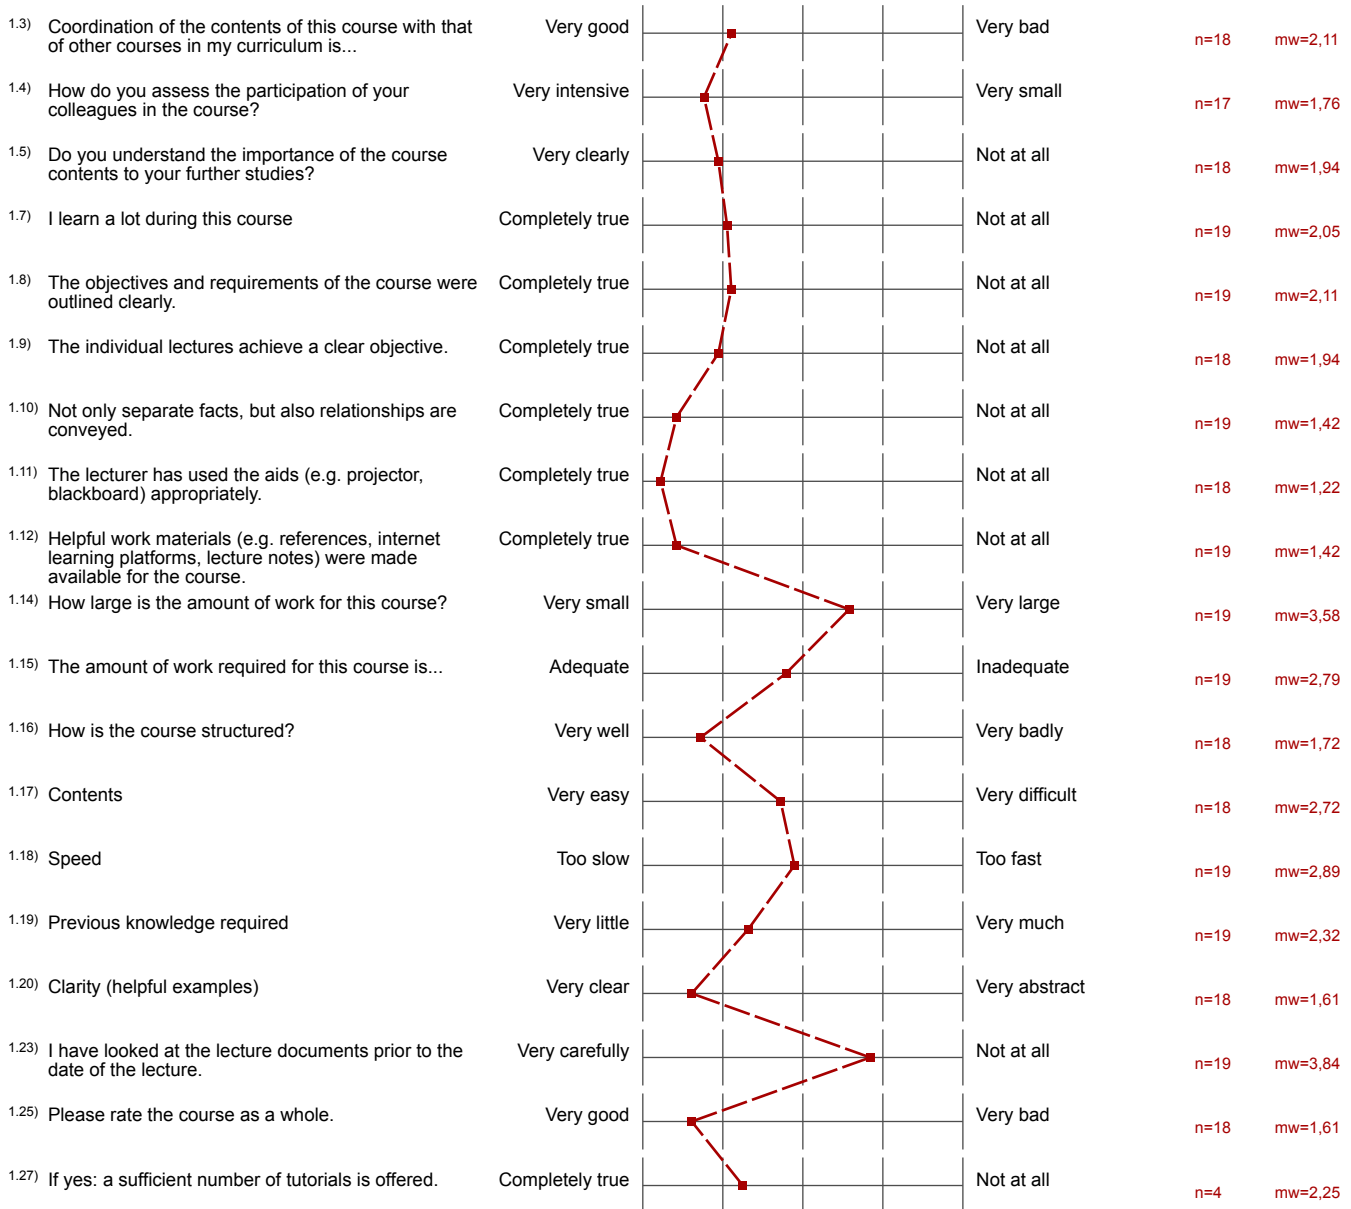 1.3) Coordination of the contents of this course with that Very good Very bad n=18 mw=2,11
of other courses in my curriculum is...
1.4) How do you assess the participation of your Very intensive Very small n=17 mw=1,76
colleagues in the course?
1.5) Do you understand the importance of the course Very clearly Not at all n=18 mw=1,94
contents to your further studies?
1.7) I learn a lot during this course Completely true Not at all n=19 mw=2,05
1.8) The objectives and requirements of the course were Completely true Not at all n=19 mw=2,11
outlined clearly.
1.9) The individual lectures achieve a clear objective. Completely true Not at all n=18 mw=1,94
1.10) Not only separate facts, but also relationships are Completely true Not at all n=19 mw=1,42
conveyed.
1.11) The lecturer has used the aids (e.g. projector, Completely true Not at all n=18 mw=1,22
blackboard) appropriately.
1.12) Helpful work materials (e.g. references, internet Completely true Not at all n=19 mw=1,42
learning platforms, lecture notes) were made
available for the course.
1.14) How large is the amount of work for this course? Very small Very large n=19 mw=3,58
1.15) The amount of work required for this course is... Adequate Inadequate n=19 mw=2,79
1.16) How is the course structured? Very well Very badly n=18 mw=1,72
1.17) Contents Very easy Very difficult n=18 mw=2,72
1.18) Speed Too slow Too fast n=19 mw=2,89
1.19) Previous knowledge required Very little Very much n=19 mw=2,32
1.20) Clarity (helpful examples) Very clear Very abstract n=18 mw=1,61
1.23) I have looked at the lecture documents prior to the Very carefully Not at all n=19 mw=3,84
date of the lecture.
1.25) Please rate the course as a whole. Very good Very bad n=18 mw=1,61
1.27) If yes: a sufficient number of tutorials is offered. Completely true Not at all n=4 mw=2,25